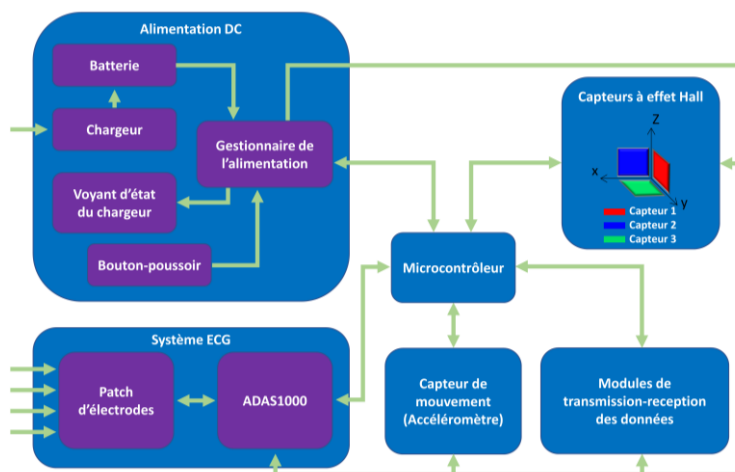 Alimentation DC
Batterie
Chargeur
Gestionnaire de
l'alimentation
Voyant d'état
du chargeur
Bouton-poussoir
Capteurs à effet Hall
Z
x
y
Capteur 1
Capteur 2
Capteur 3
Microcontrôleur
Système ECG
Patch
d'électrodes
ADAS1000
Capteur de
mouvement
(Accéléromètre)
Modules de
transmission-reception
des données